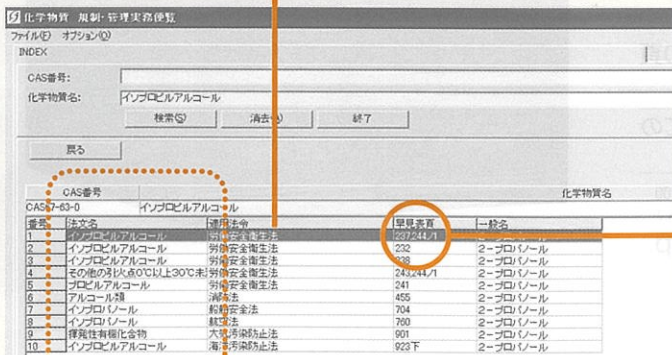 化学物質 規制・管理実務便覧
ファイル(F) オプション(O)
INDEX
CAS番号:
化学物質名: イソプロピルアルコール
検索(S) 消去 終了
戻る
CAS番号 化学物質名
CAS 67-63-0 イソプロピルアルコール
番号 法文名 適用法令 早見表頁 一般名
1 イソプロピルアルコール 労働安全衛生法 237,244ノ1 2-プロパノール
2 イソプロピルアルコール 労働安全衛生法 232 2-プロパノール
3 イソプロピルアルコール 労働安全衛生法 238 2-プロパノール
4 その他の引火点0℃以上30℃未 労働安全衛生法 243,244ノ1 2-プロパノール
5 プロピルアルコール 労働安全衛生法 241 2-プロパノール
6 アルコール類 消防法 455 2-プロパノール
7 イソプロパノール 船舶安全法 704 2-プロパノール
8 イソプロパノール 航空法 760 2-プロパノール
9 揮発性有機化合物 大気汚染防止法 901 2-プロパノール
10 イソプロピルアルコール 海洋汚染防止法 923下 2-プロパノール